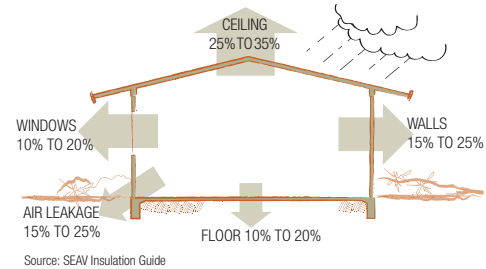 CEILING
25% TO 35%
WINDOWS
10% TO 20%
WALLS
15% TO 25%
AIR LEAKAGE
15% TO 25%
FLOOR 10% TO 20%
Source: SEAV Insulation Guide